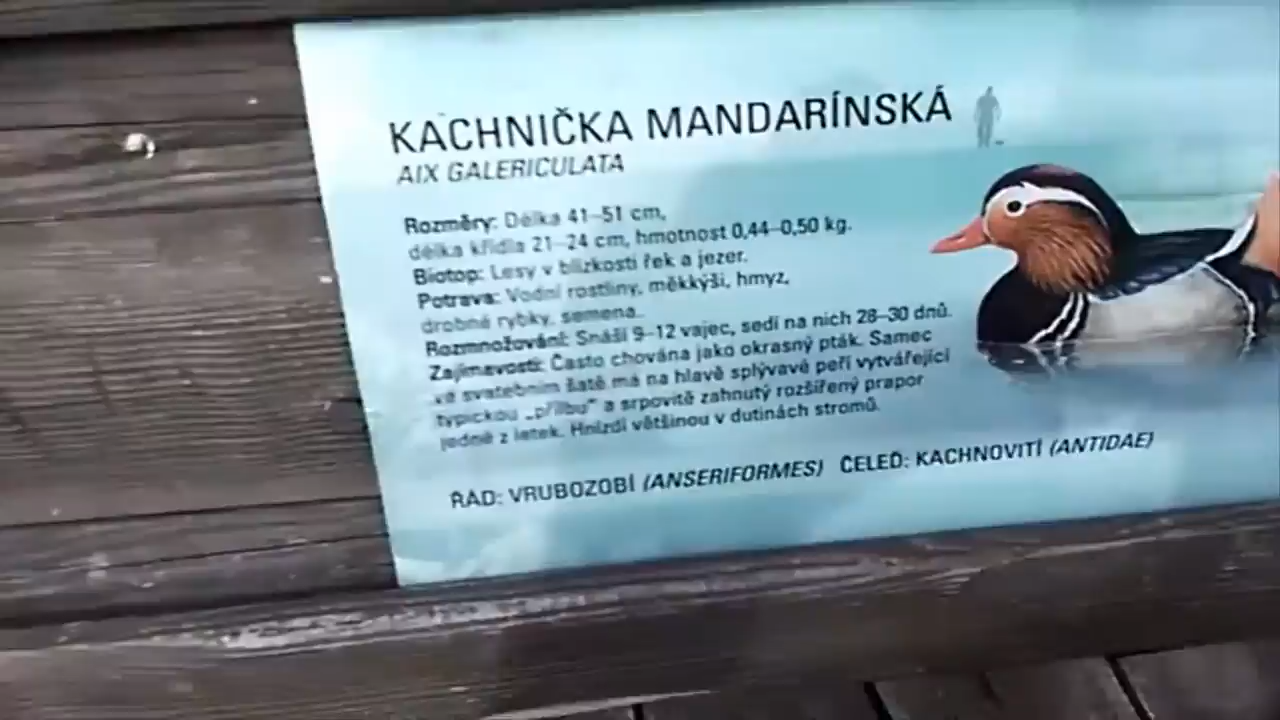 KACHNIČKA MANDARÍNSKÁ
AIX GALERICULATA
Rozměry: Délka 41–51 cm,
délka křídla 21–24 cm, hmotnost 0,44–0,50 kg.
Biotop: Lesy v blízkosti řek a jezer.
Potrava: Vodní rostliny, měkkýši, hmyz,
drobné rybky, semena.
Rozmnožování: Snáší 9–12 vajec, sedí na nich 28–30 dnů.
Zajímavosti: Často chována jako okrasný pták. Samec
ve svatebním šatě má na hlavě splývavé peří vytvářející
typickou „přilbu“ a srpovitě zahnutý rozšířený prapor
jedné z letek. Hnízdí většinou v dutinách stromů.
ŘÁD: VRUBOZOBÍ (ANSERIFORMES) ČELEĎ: KACHNOVITÍ (ANTIDAE)